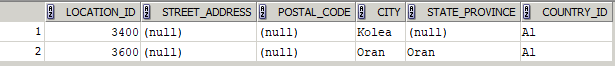 LOCATION_ID STREET_ADDRESS POSTAL_CODE CITY STATE_PROVINCE COUNTRY_ID
1 3400 (null) (null) Kolea (null) Al
2 3600 (null) (null) Oran Oran Al